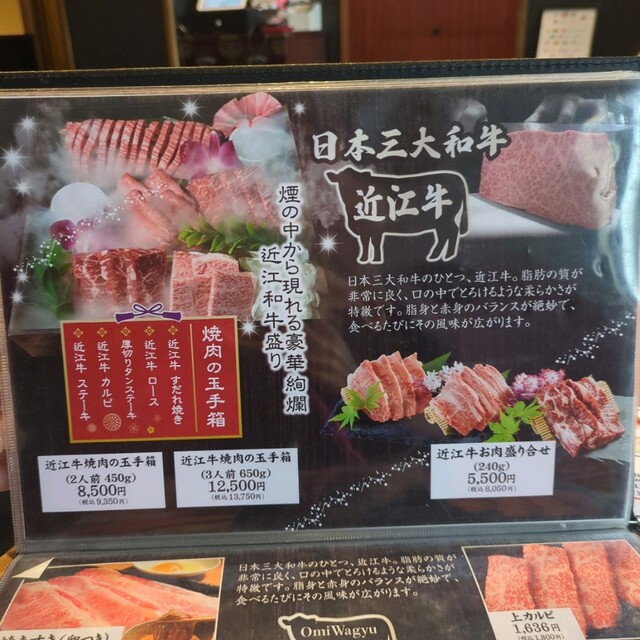 日本三大和牛
近江牛
日本三大和牛のひとつ、近江牛。脂肪の質が
非常に良く、口の中でとろけるような柔らかさが
特徴です。脂身と赤身のバランスが絶妙で、
食べるたびにその風味が広がります。
煙の中から現れる豪華絢爛
近江和牛盛り
焼肉の玉手箱
近江牛 すだれ焼き
近江牛 ロース
厚切りタンステーキ
近江牛 カルビ
近江牛 ステーキ
近江牛焼肉の玉手箱
(2人前 450g)
8,500円
(税込 9,350円)
近江牛焼肉の玉手箱
(3人前 650g)
12,500円
(税込 13,750円)
近江牛お肉盛り合せ
(240g)
5,500円
(税込 6,050円)
日本三大和牛のひとつ、近江牛。脂肪の質が
非常に良く、口の中でとろけるような柔らかさが
特徴です。脂身と赤身のバランスが絶妙で、
食べるたびにその風味が広がります。
Omi Wagyu
上カルビ
1,636円